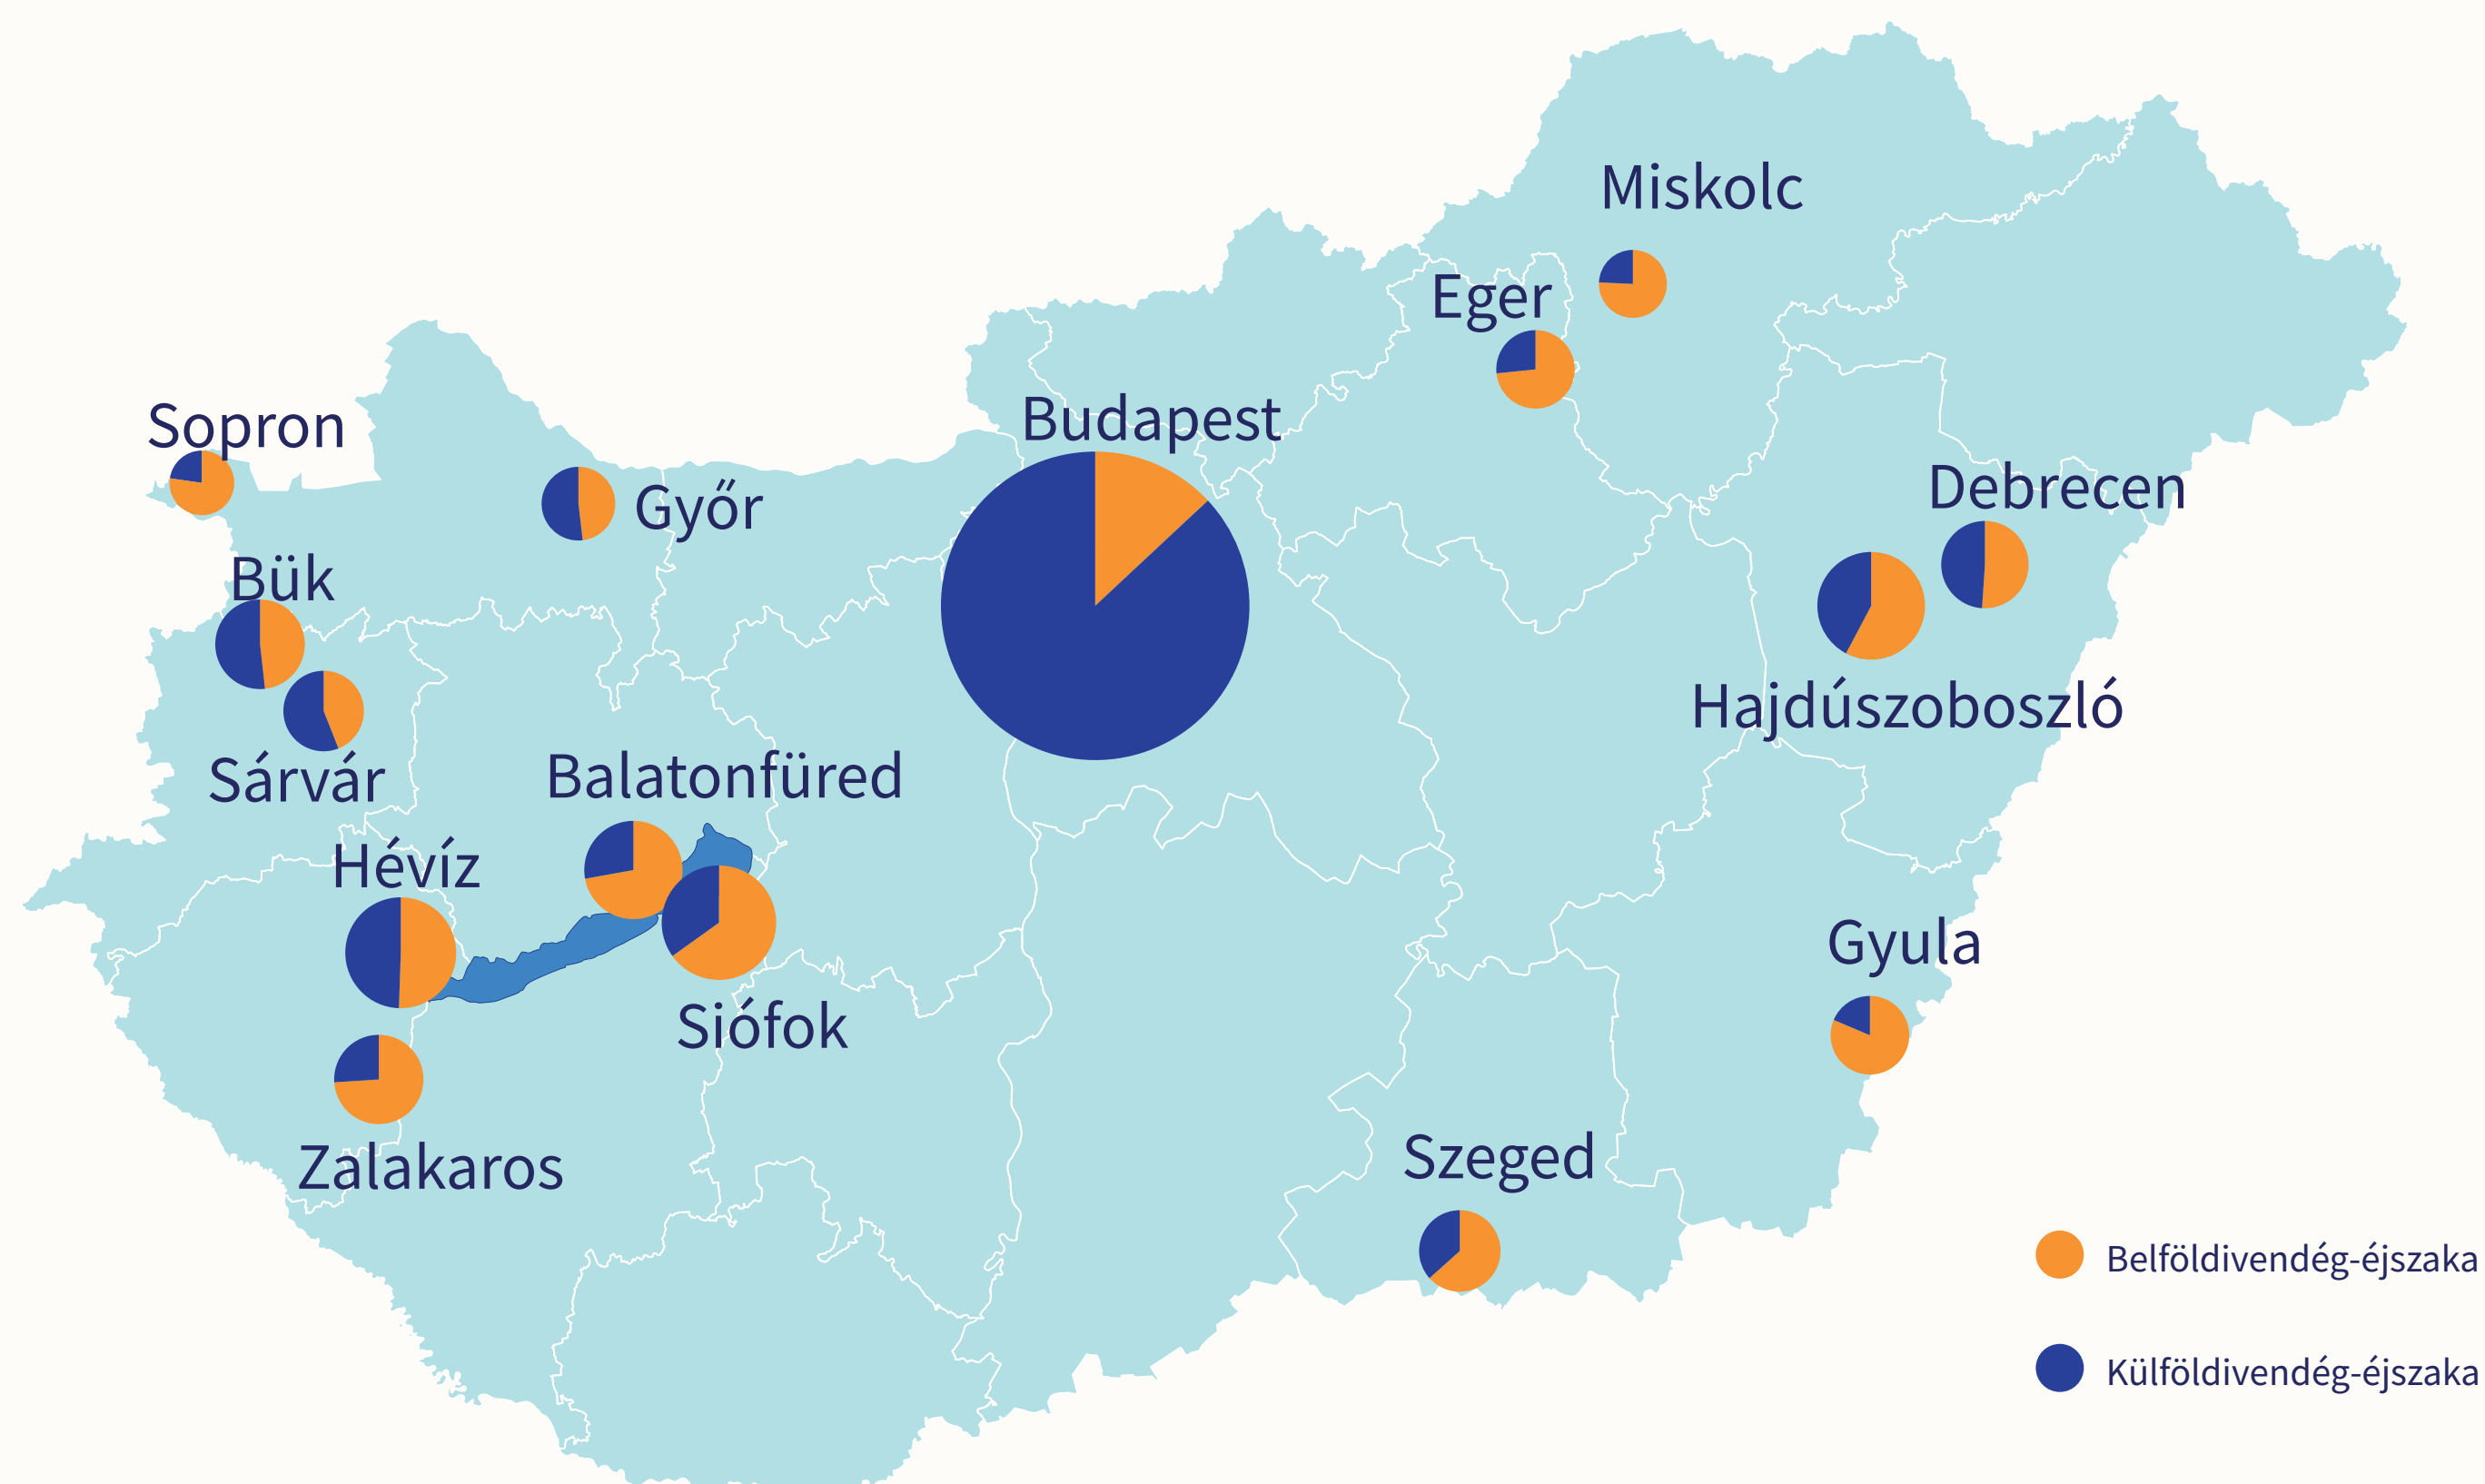 Miskolc
Eger
Sopron
Budapest
Győr
Debrecen
Bük
Hajdúszoboszló
Sárvár
Balatonfüred
Hévíz
Gyula
Siófok
Zalakaros
Szeged
Belföldivendég-éjszaka
Külföldivendég-éjszaka